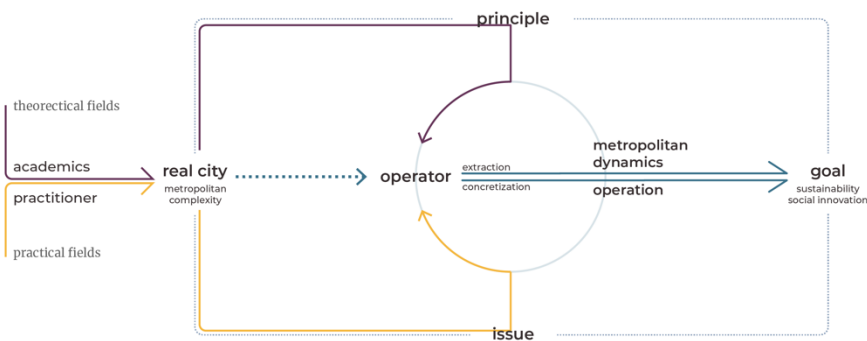 principle
theorectical fields
academics
practitioner
practical fields
real city
metropolitan
complexity
operator
extraction
concretization
metropolitan
dynamics
operation
goal
sustainability
social innovation
issue